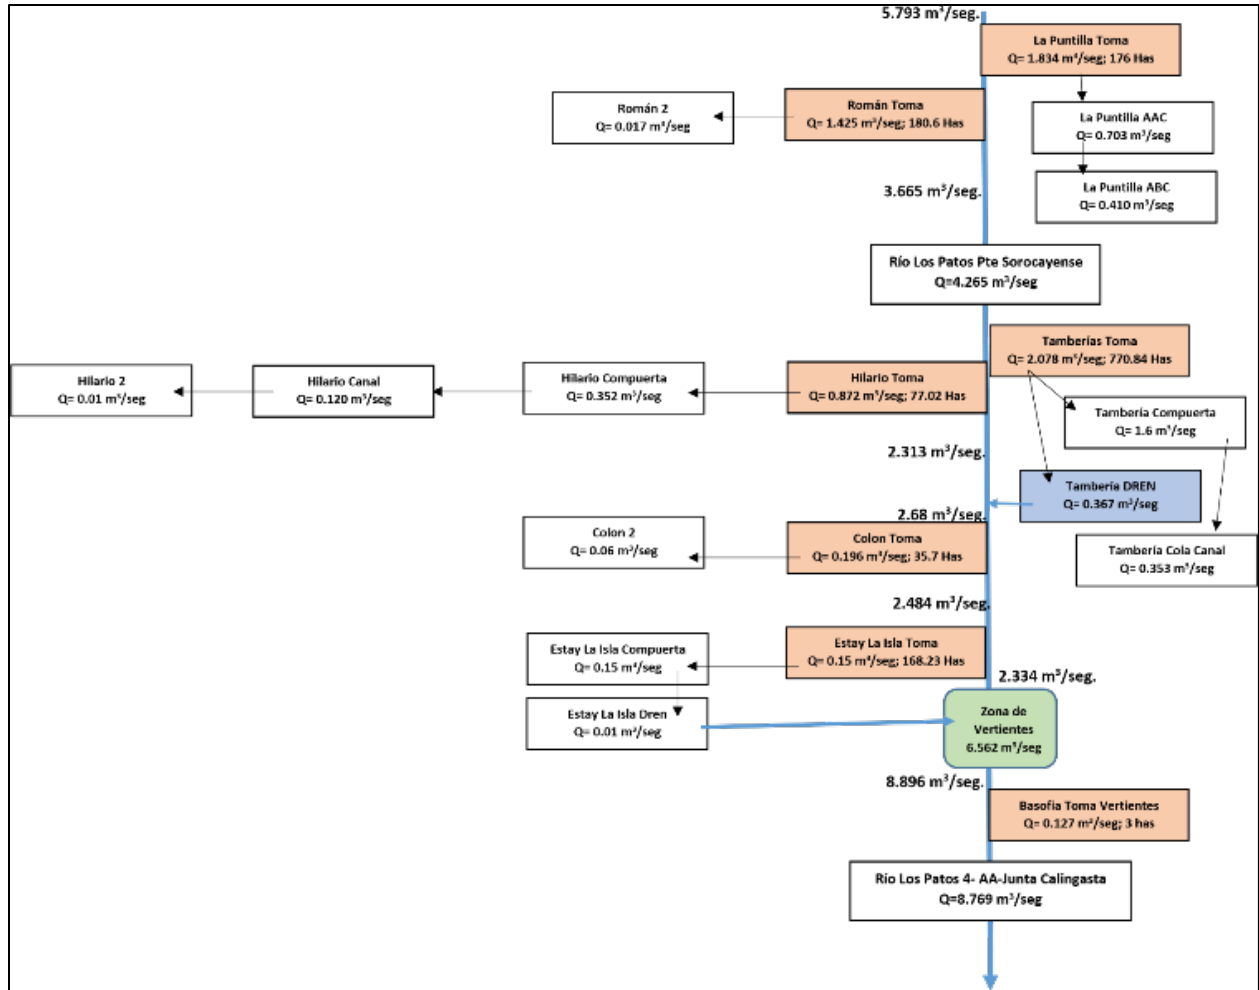 5.793 m³/seg.
La Puntilla Toma
Q= 1.834 m³/seg; 176 Has
Román 2
Q= 0.017 m³/seg
Román Toma
Q= 1.425 m³/seg; 180.6 Has
La Puntilla AAC
Q= 0.703 m³/seg
3.665 m³/seg.
La Puntilla ABC
Q= 0.410 m³/seg
Río Los Patos Pte Sorocayense
Q=4.265 m³/seg
Tamberías Toma
Q= 2.078 m³/seg; 770.84 Has
Hilario 2
Q= 0.01 m³/seg
Hilario Canal
Q= 0.120 m³/seg
Hilario Compuerta
Q= 0.352 m³/seg
Hilario Toma
Q= 0.872 m³/seg; 77.02 Has
Tambería Compuerta
Q= 1.6 m³/seg
2.313 m³/seg.
Tambería DREN
Q= 0.367 m³/seg
2.68 m³/seg.
Colon 2
Q= 0.06 m³/seg
Colon Toma
Q= 0.196 m³/seg; 35.7 Has
Tambería Cola Canal
Q= 0.353 m³/seg
2.484 m³/seg.
Estay La Isla Compuerta
Q= 0.15 m³/seg
Estay La Isla Toma
Q= 0.15 m³/seg; 168.23 Has
2.334 m³/seg.
Estay La Isla Dren
Q= 0.01 m³/seg
Zona de
Vertientes
6.562 m³/seg
8.896 m³/seg.
Basofia Toma Vertientes
Q= 0.127 m³/seg; 3 has
Rio Los Patos 4- AA-Junta Calingasta
Q=8.769 m³/seg